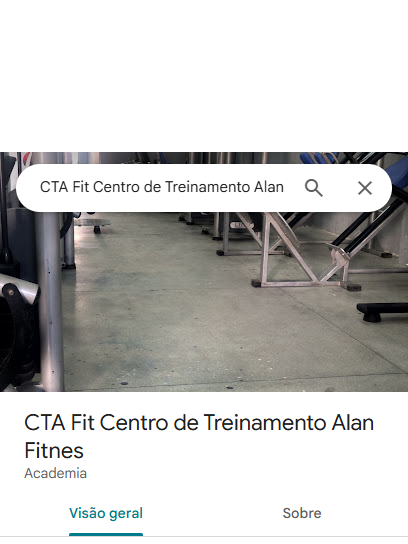 CTA Fit Centro de Treinamento Alan
CTA Fit Centro de Treinamento Alan
Fitnes
Academia
Visão geral
Sobre